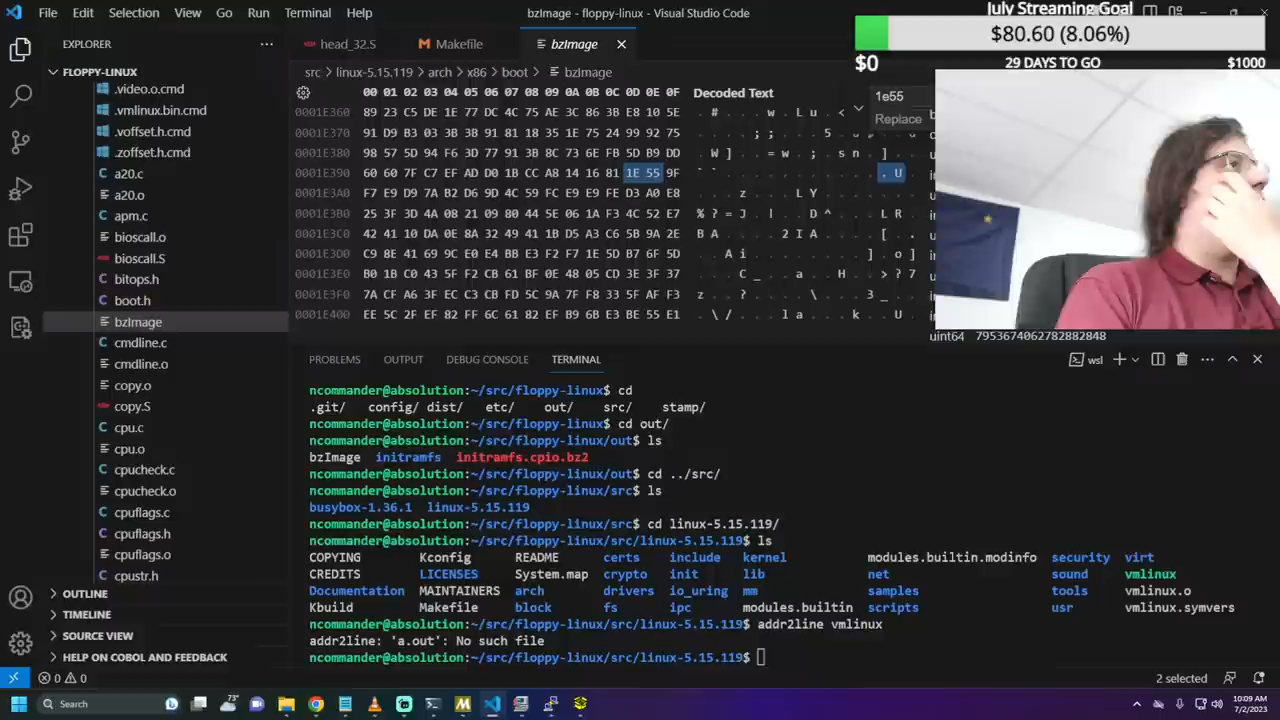 File Edit Selection View Go Run Terminal Help
bzImage - floppy-linux - Visual Studio Code
July Streaming Goal
$80.60 (8.06%)
$0 29 DAYS TO GO $1000
EXPLORER
FLOPPY-LINUX
.video.o.cmd
.vmlinux.bin.cmd
.voffset.h.cmd
.zoffset.h.cmd
a20.c
a20.o
apm.c
bioscall.o
bioscall.S
bitops.h
boot.h
bzImage
cmdline.c
cmdline.o
copy.o
copy.S
cpu.c
cpu.o
cpucheck.c
cpucheck.o
cpuflags.c
cpuflags.h
cpuflags.o
cpustr.h
OUTLINE
TIMELINE
SOURCE VIEW
HELP ON COBOL AND FEEDBACK
head_32.S Makefile bzImage
src > linux-5.15.119 > arch > x86 > boot > bzImage
00 01 02 03 04 05 06 07 08 09 0A 0B 0C 0D 0E 0F Decoded Text
1e55
Replace
0001E360 89 23 C5 DE 1E 77 DC 4C 75 AE 3C 86 3B E8 10 5E . # . . . w . L u . <
0001E370 91 D9 B3 03 3B 3B 91 81 18 35 1E 75 24 99 92 75
0001E380 98 57 5D 94 F6 3D 77 91 3B 8C 73 6E FB 5D B9 DD . W ] . . = w . ; . s n . ] . .
0001E390 60 60 7F C7 EF AD D0 1B CC A8 14 16 81 1E 55 9F ` ` . . . . . . . . . . . . U .
0001E3A0 F7 E9 D9 7A B2 D6 9D 4C 59 FC E9 E9 FE D3 A0 E8 . . . z . . . L Y . . . . . . .
0001E3B0 25 3F 3D 4A 08 21 09 80 44 5E 06 1A F3 4C 52 E7 % ? = J . ! . . D ^ . . . L R .
0001E3C0 42 41 10 DA 0E 8A 32 49 41 1B D5 A3 C6 5B 9A 2E B A . . . . 2 I A . . . . [ . .
0001E3D0 C9 8E 41 69 9C E0 E4 BB E3 F2 F7 1E 5D B7 6F 5D . . A i . . . . . . . . ] . o ]
0001E3E0 B0 1B C0 43 5F F2 CB 61 BF 0E 48 05 CD 3E 3F 37 . . . C _ . . a . . H . . > ? 7
0001E3F0 7A CF A6 3F EC C3 CB FD 5C 9A 7F F8 33 5F AF F3 z . . ? . . . . \ . . . 3 _ . .
0001E400 EE 5C 2F EF 82 FF 6C 61 82 EF B9 6B E3 BE 55 E1 . \ / . . . l a . . . k . . U .
uint64 7953674062782882848
PROBLEMS OUTPUT DEBUG CONSOLE TERMINAL
wsl
ncommander@absolution:~/src/floppy-linux$ cd
.git/ config/ dist/ etc/ out/ src/ stamp/
ncommander@absolution:~/src/floppy-linux$ cd out/
ncommander@absolution:~/src/floppy-linux/out$ ls
bzImage initramfs initramfs.cpio.bz2
ncommander@absolution:~/src/floppy-linux/out$ cd ../src/
ncommander@absolution:~/src/floppy-linux/src$ ls
busybox-1.36.1 linux-5.15.119
ncommander@absolution:~/src/floppy-linux/src$ cd linux-5.15.119/
ncommander@absolution:~/src/floppy-linux/src/linux-5.15.119$ ls
COPYING Kconfig README certs include kernel modules.builtin.modinfo security virt
CREDITS LICENSES System.map crypto init lib net sound vmlinux
Documentation MAINTAINERS arch drivers io_uring mm samples tools vmlinux.o
Kbuild Makefile block fs ipc modules.builtin scripts usr vmlinux.symvers
ncommander@absolution:~/src/floppy-linux/src/linux-5.15.119$ addr2line vmlinux
addr2line: 'a.out': No such file
ncommander@absolution:~/src/floppy-linux/src/linux-5.15.119$
0 0
2 selected
Search
73°
10:09 AM
7/2/2023